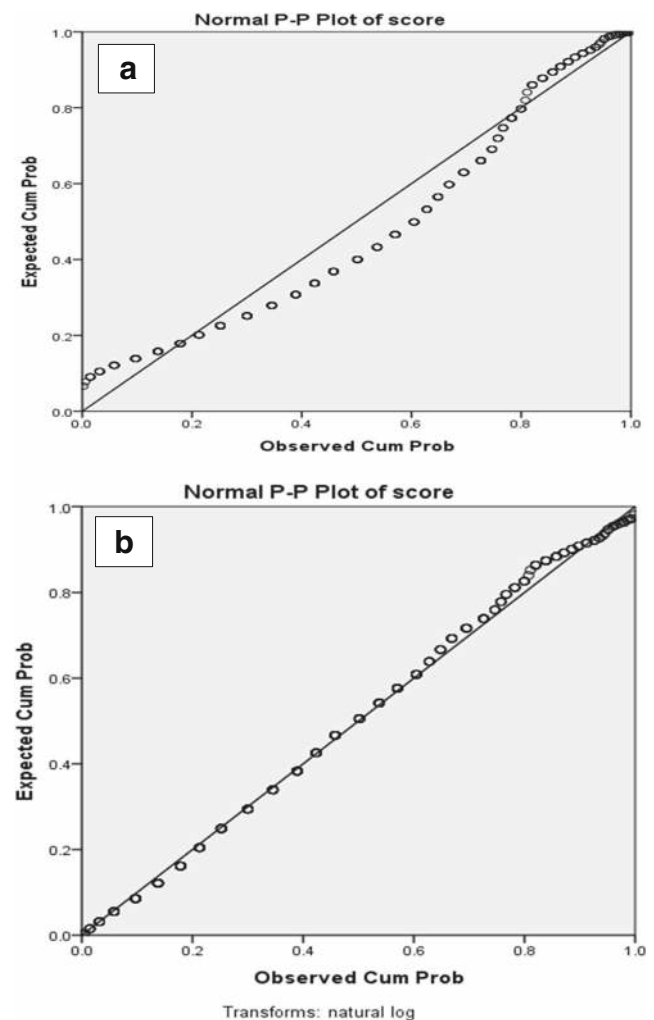 Normal P-P Plot of score
a
1.0
0.8
0.6
0.4
0.2
0.0
Expected Cum Prob
0.0 0.2 0.4 0.6 0.8 1.0
Observed Cum Prob
Normal P-P Plot of score
b
1.0
0.8
0.6
0.4
0.2
0.0
Expected Cum Prob
0.0 0.2 0.4 0.6 0.8 1.0
Observed Cum Prob
Transforms: natural log